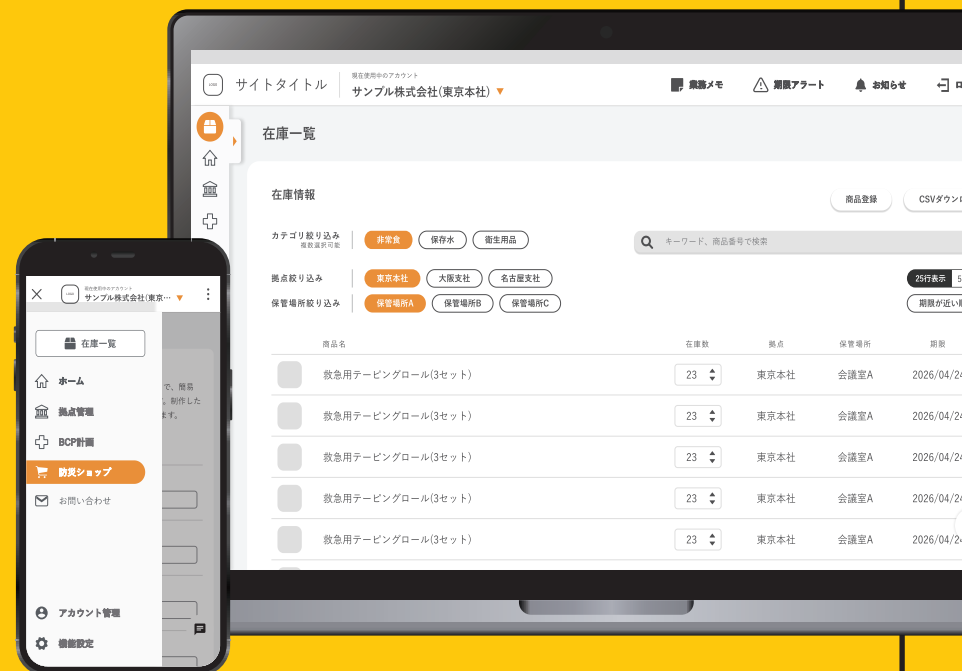 LOGO
サイトタイトル
現在使用中のアカウント
サンプル株式会社(東京本社) ▼
業務メモ
期限アラート
お知らせ
在庫一覧
在庫情報
商品登録
CSVダウン
カテゴリ絞り込み
複数選択可能
非常食
保存水
衛生用品
キーワード、商品番号で検索
拠点絞り込み
東京本社
大阪支社
名古屋支社
25行表示
保管場所絞り込み
保管場所A
保管場所B
保管場所C
期限が近い
商品名 在庫数 拠点 保管場所 期限
救急用テーピングロール(3セット) 23 東京本社 会議室A 2026/04/24
救急用テーピングロール(3セット) 23 東京本社 会議室A 2026/04/24
救急用テーピングロール(3セット) 23 東京本社 会議室A 2026/04/24
救急用テーピングロール(3セット) 23 東京本社 会議室A 2026/04/24
救急用テーピングロール(3セット) 23 東京本社 会議室A 2026/04/24
LOGO
現在使用中のアカウント
サンプル株式会社(東京… ▼
在庫一覧
ホーム
拠点管理
BCP計画
防災ショップ
お問い合わせ
アカウント管理
機能設定
で、簡易
。制作した
ます。